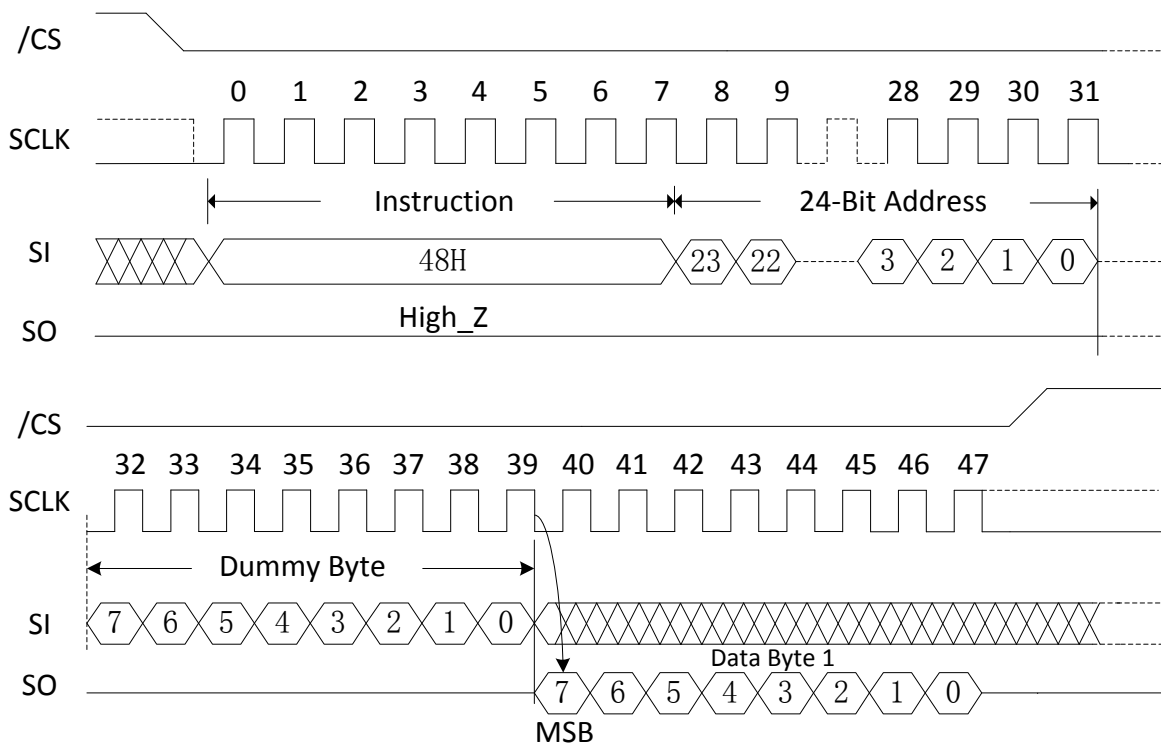 /CS
0 1 2 3 4 5 6 7 8 9 28 29 30 31
SCLK
Instruction 24-Bit Address
SI 48H 23 22 3 2 1 0
High_Z
SO
/CS
32 33 34 35 36 37 38 39 40 41 42 43 44 45 46 47
SCLK
Dummy Byte
SI 7 6 5 4 3 2 1 0
Data Byte 1
SO 7 6 5 4 3 2 1 0
MSB